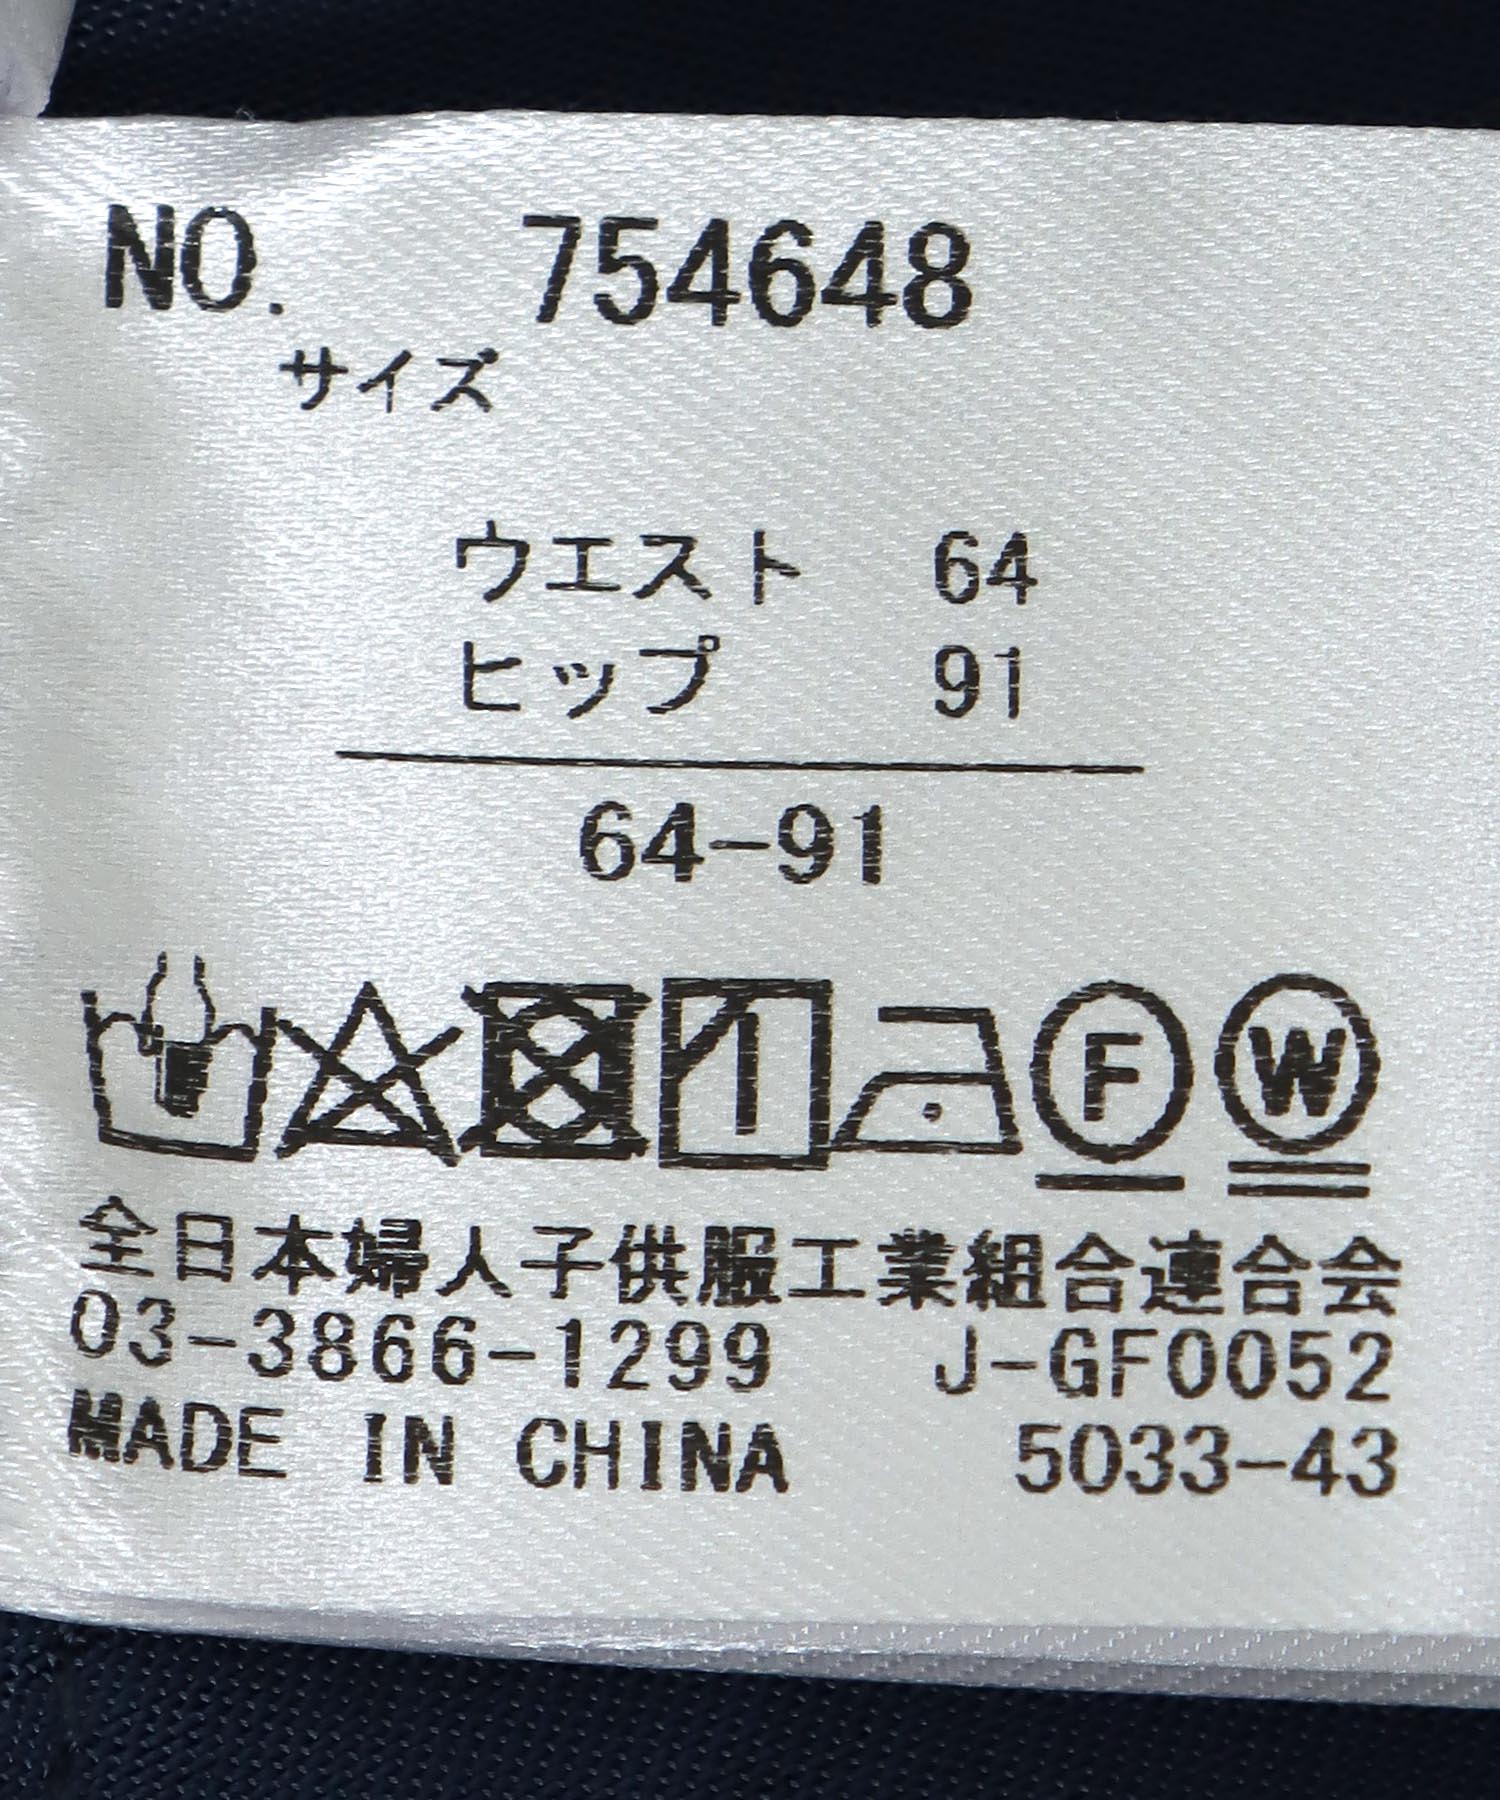 NO. 754648
サイズ
ウエスト 64
ヒップ 91
64-91
F W
全日本婦人子供服工業組合連合会
03-3866-1299 J-GF0052
MADE IN CHINA 5033-43